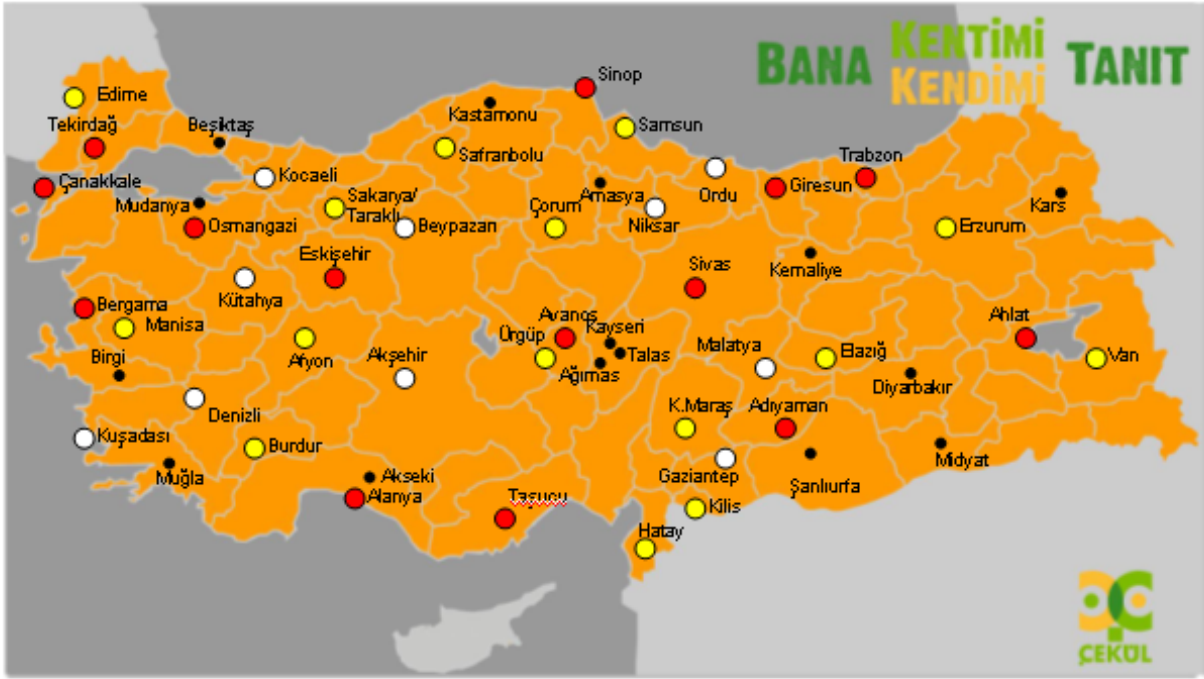 BANA KENTİMİ KENDİMİ TANIT
Sinop
Edirne
Kastamonu
Tekirdağ
Beşiktaş
Samsun
Safranbolu
Trabzon
Çanakkale
Kocaeli
Ordu
Giresun
Mudanya
Sakarya/
Taraklı
Amasya
Kars
Osmangazi
Beypazarı
Çorum
Niksar
Erzurum
Eskişehir
Sivas
Kemaliye
Kütahya
Bergama
Manisa
Avanos
Ahlat
Kayseri
Ürgüp
Birgi
Afyon
Akşehir
Talas
Malatya
Elazığ
Van
Ağırnas
Diyarbakır
Denizli
K.Maraş
Adıyaman
Kuşadası
Burdur
Muğla
Akseki
Gaziantep
Midyat
Şanlıurfa
Alanya
Taşucu
Kilis
Hatay
ÇEKÜL